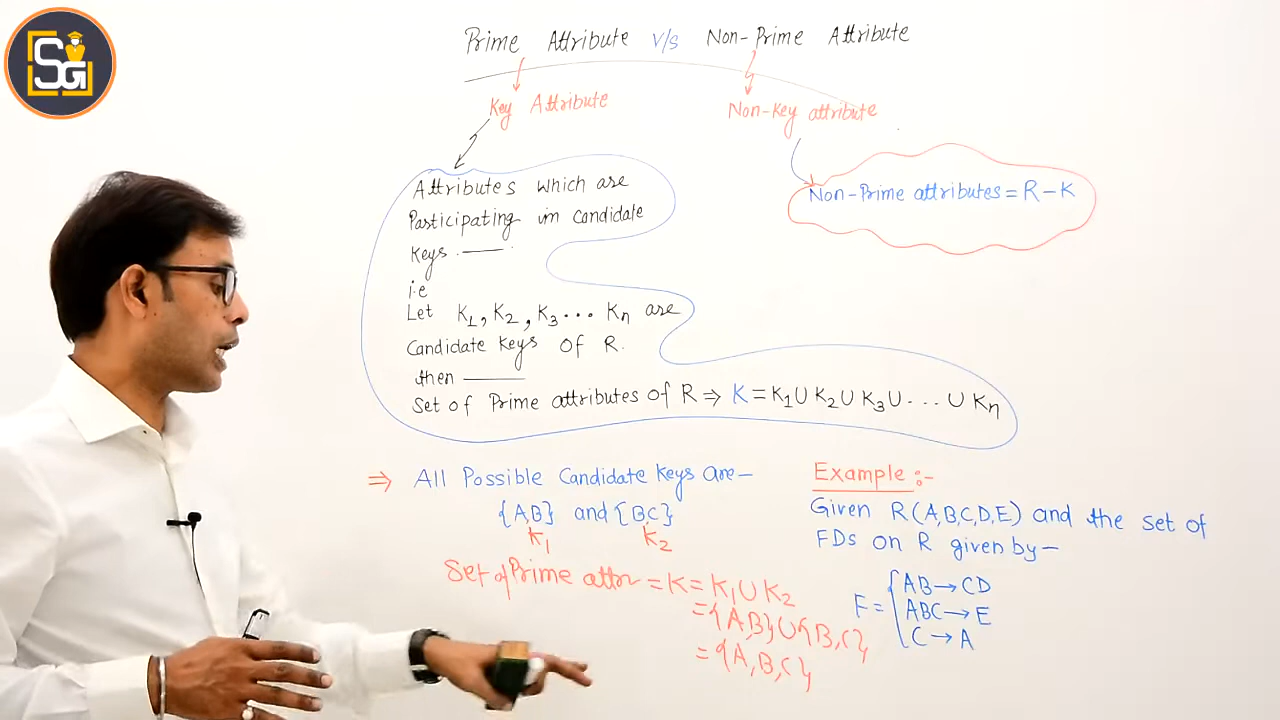 SG
Prime Attribute v/s Non-Prime Attribute
Key Attribute
Non-Key attribute
Attributes which are
Participating in Candidate
Keys —
i.e
Let K1, K2, K3... Kn are
Candidate Keys of R.
then —
Set of Prime attributes of R ⇒ K = K1 ∪ K2 ∪ K3 ∪ ... ∪ Kn
Non-Prime attributes = R - K
⇒ All Possible Candidate Keys are-
{A,B} and {B,C}
K1 K2
Set of Prime attr = K = K1 ∪ K2
= {A,B} ∪ {B,C}
= {A,B,C}
Example :-
Given R(A,B,C,D,E) and the set of
FDs on R given by-
F = { AB → CD
ABC → E
C → A